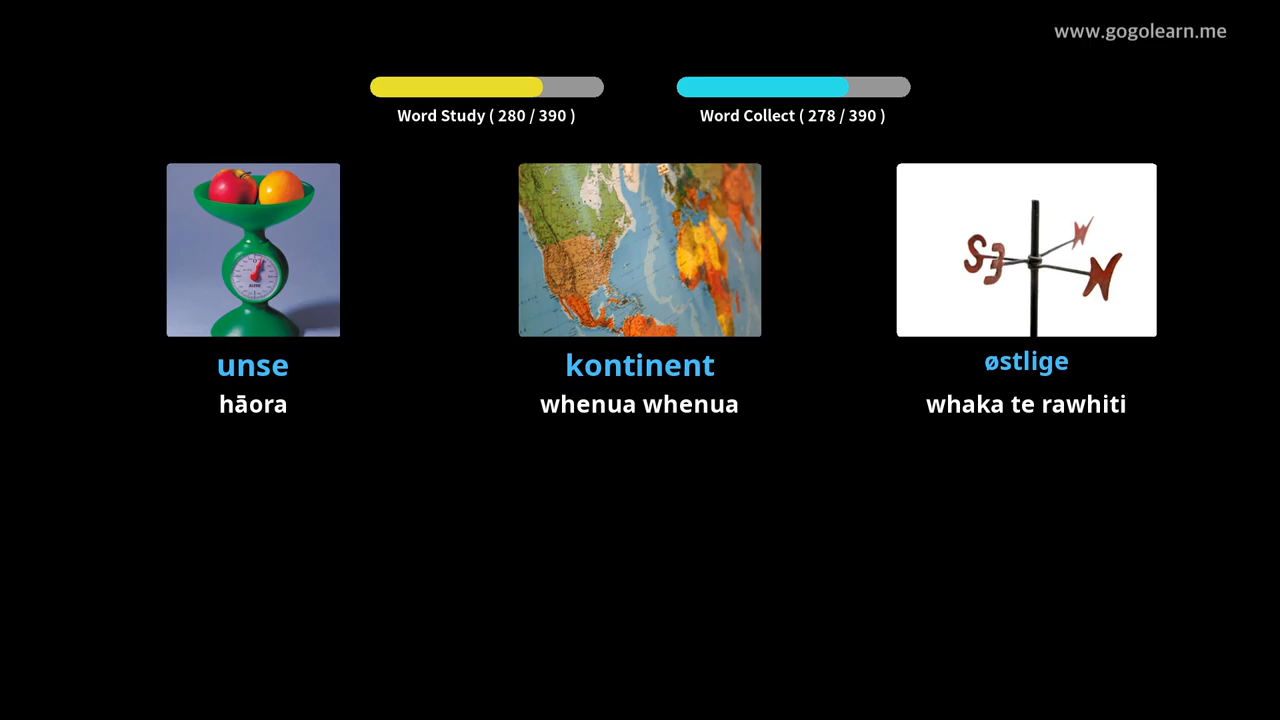 www.gogolearn.me
Word Study ( 280 / 390 )
Word Collect ( 278 / 390 )
S
E
N
W
unse
kontinent
østlige
hāora
whenua whenua
whaka te rawhiti